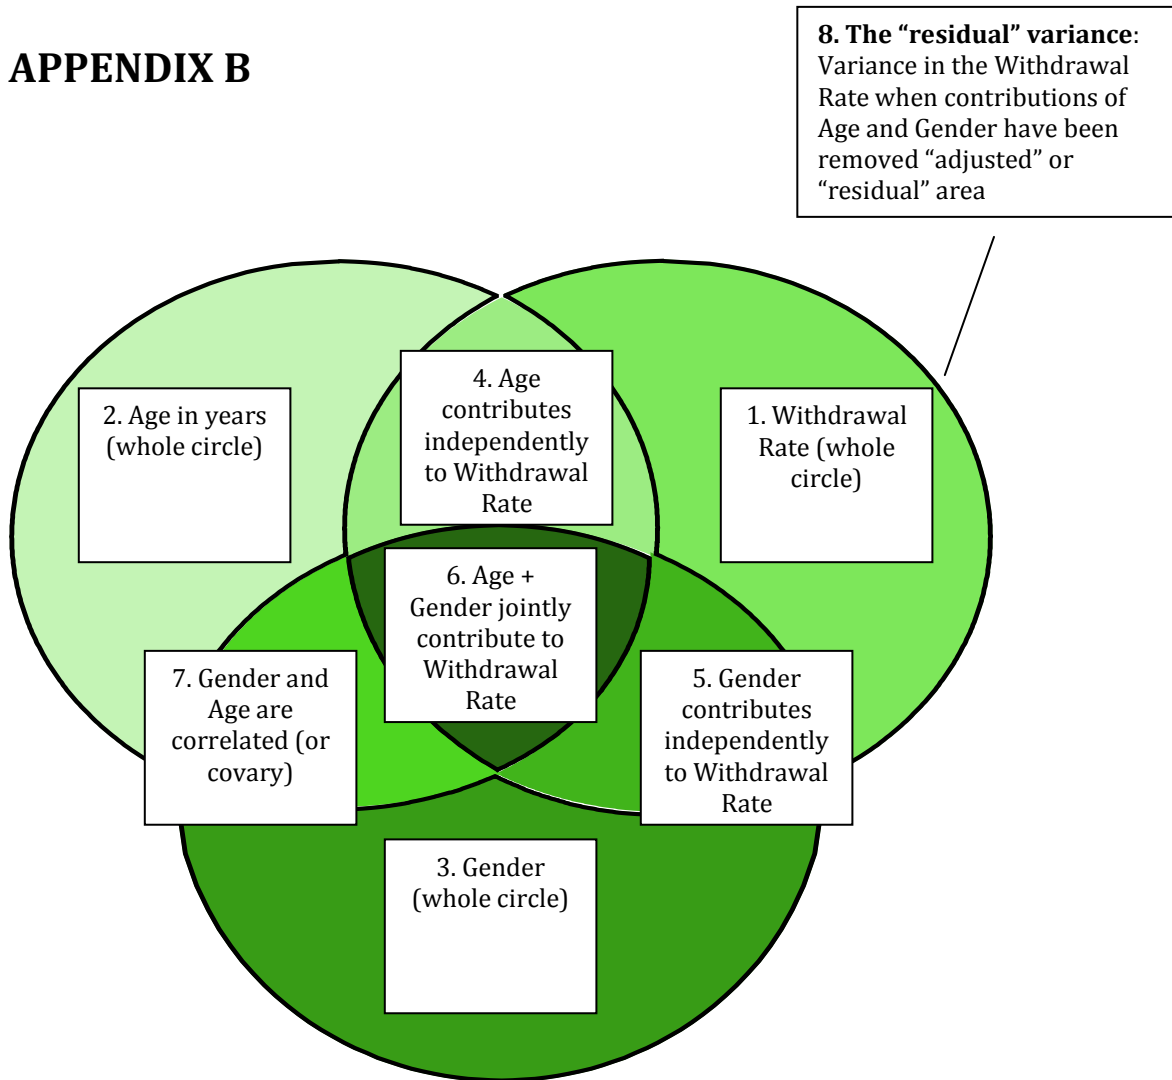 APPENDIX B
8. The “residual” variance:
Variance in the Withdrawal
Rate when contributions of
Age and Gender have been
removed “adjusted” or
“residual” area
2. Age in years
(whole circle)
4. Age
contributes
independently
to Withdrawal
Rate
1. Withdrawal
Rate (whole
circle)
6. Age +
Gender jointly
contribute to
Withdrawal
Rate
7. Gender and
Age are
correlated (or
covary)
5. Gender
contributes
independently
to Withdrawal
Rate
3. Gender
(whole circle)